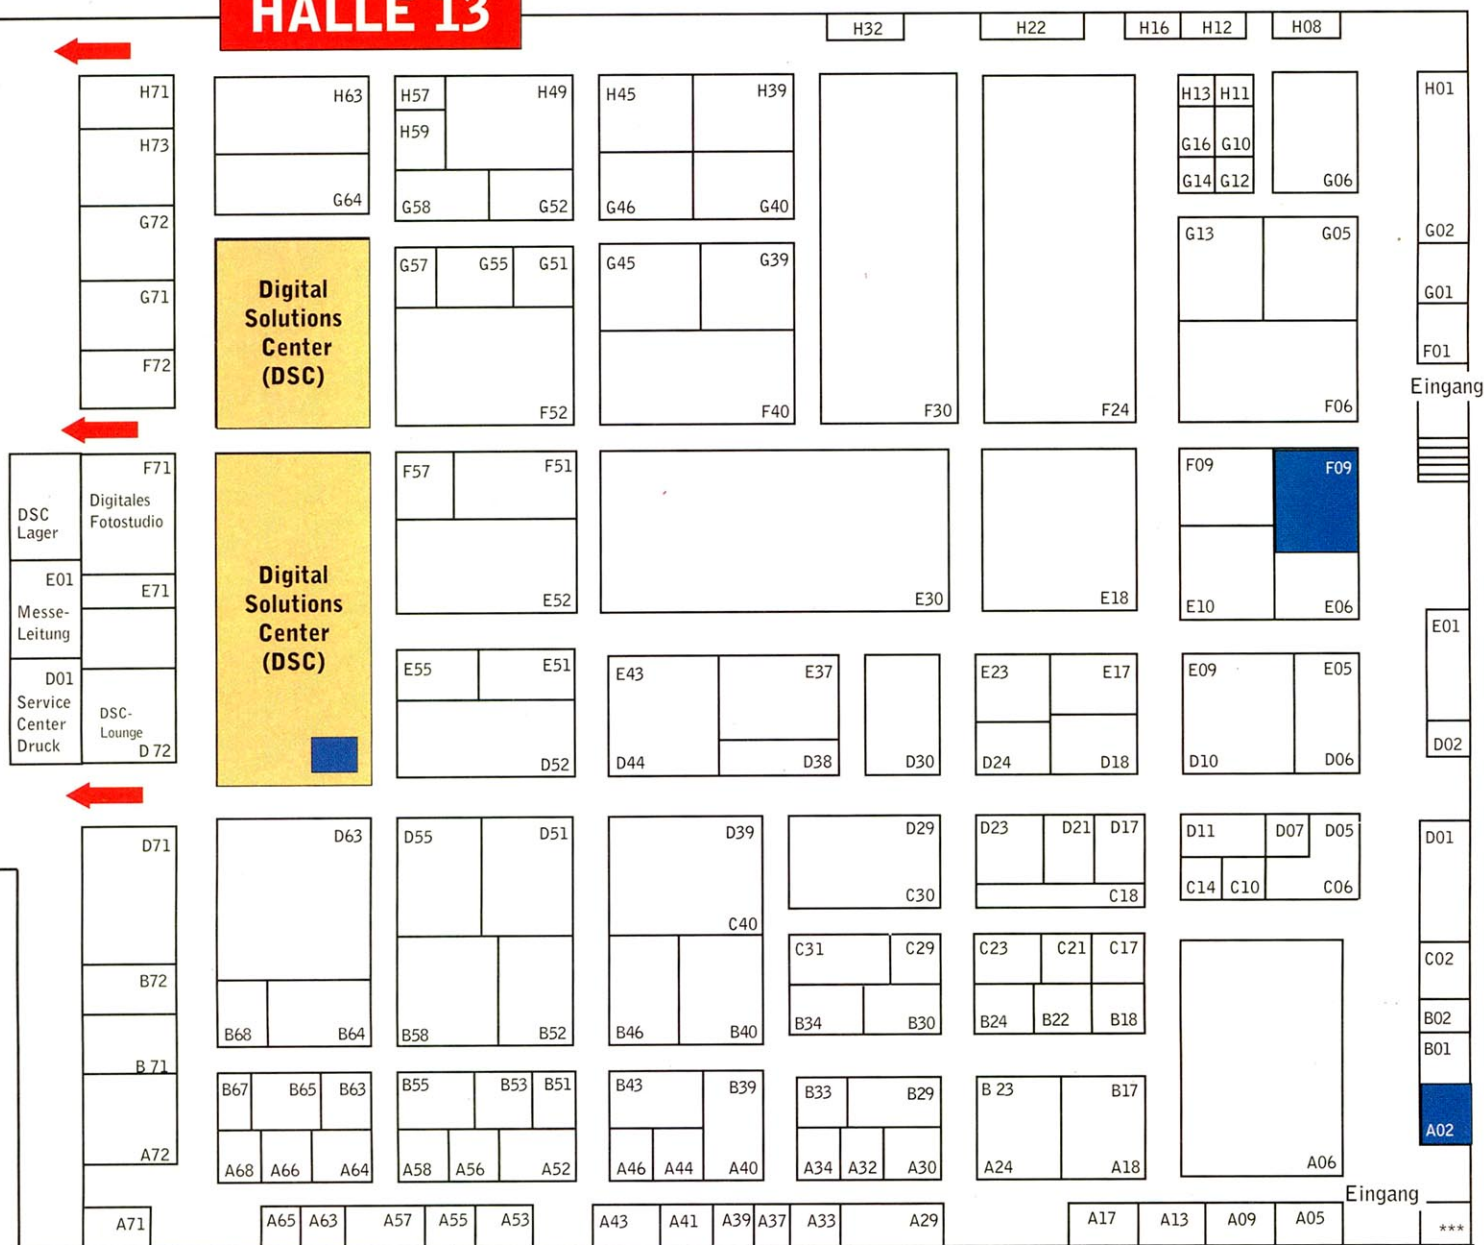 HALLE 13
H32 H22 H16 H12 H08
H71 H63 H57 H49 H45 H39 H13 H11 H01
H73 H59 G16 G10
G64 G58 G52 G46 G40 G14 G12 G06
G72 G13 G05 G02
G57 G55 G51 G45 G39
G71 G01
Digital
Solutions
Center
(DSC)
F72 F01
F52 F40 F30 F24 F06
Eingang
F71 F57 F51 F09 F09
Digitales
Fotostudio
DSC
Lager
E01 E71
E52 E30 E18 E10 E06
Digital
Solutions
Center
(DSC)
Messe-
Leitung
E01
D01
Service
Center
Druck
E55 E51 E43 E37 E23 E17 E09 E05
DSC-
Lounge
D 72
D52 D44 D38 D30 D24 D18 D10 D06 D02
D71 D63 D55 D51 D39 D29 D23 D21 D17 D11 D07 D05 D01
C40 C30 C18 C14 C10 C06
C31 C29 C23 C21 C17 C02
B72
B68 B64 B58 B52 B46 B40 B34 B30 B24 B22 B18 B02
B 71 B01
B67 B65 B63 B55 B53 B51 B43 B39 B33 B29 B 23 B17
A02
A72 A68 A66 A64 A58 A56 A52 A46 A44 A40 A34 A32 A30 A24 A18 A06
Eingang
A71 A65 A63 A57 A55 A53 A43 A41 A39 A37 A33 A29 A17 A13 A09 A05 ***